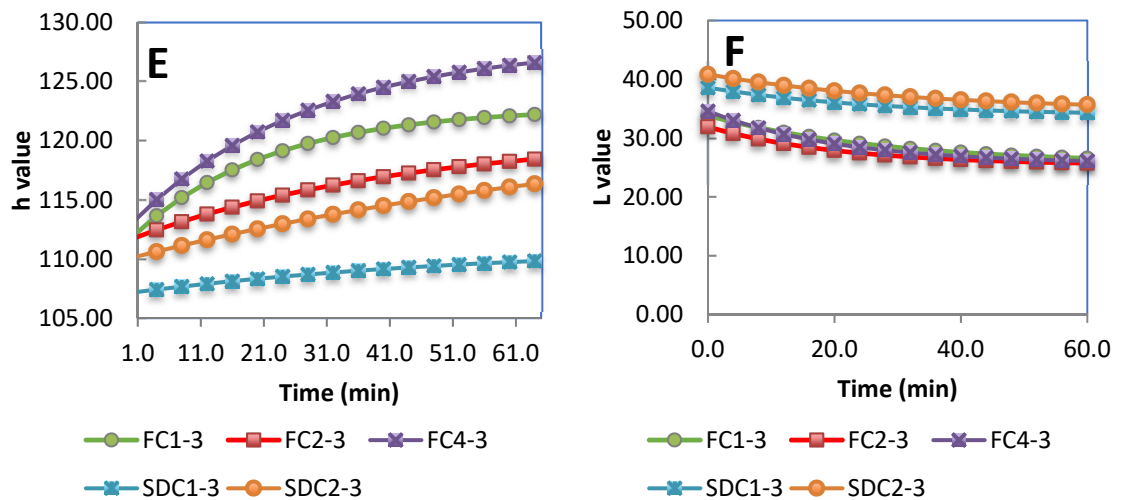 E
h value
130.00
125.00
120.00
115.00
110.00
105.00
1.0 11.0 21.0 31.0 41.0 51.0 61.0
Time (min)
FC1-3 FC2-3 FC4-3
SDC1-3 SDC2-3
F
L value
50.00
40.00
30.00
20.00
10.00
0.00
0.0 20.0 40.0 60.0
Time (min)
FC1-3 FC2-3 FC4-3
SDC1-3 SDC2-3